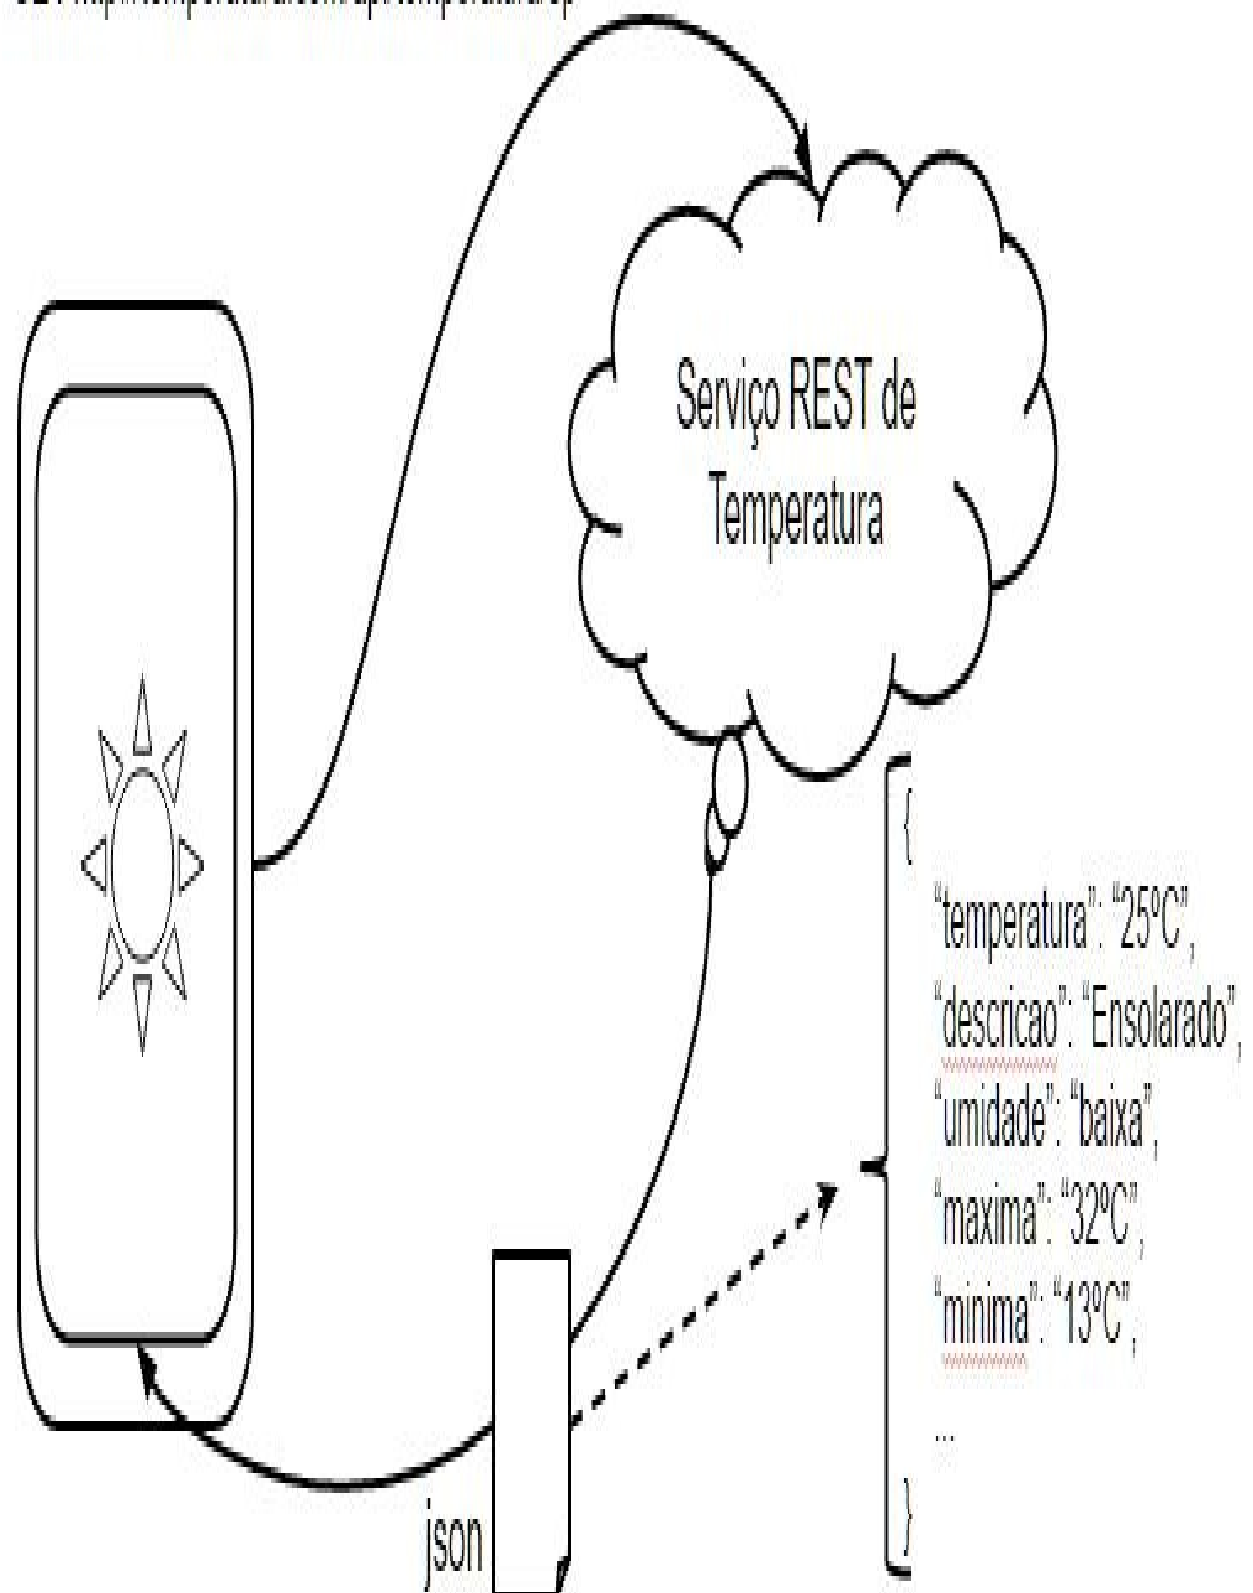 Serviço REST de
Temperatura
{
“temperatura”: “25ºC”,
“descricao”: “Ensolarado”,
“umidade”: “baixa”,
“maxima”: “32ºC”,
“minima”: “13ºC”,
...
}
json